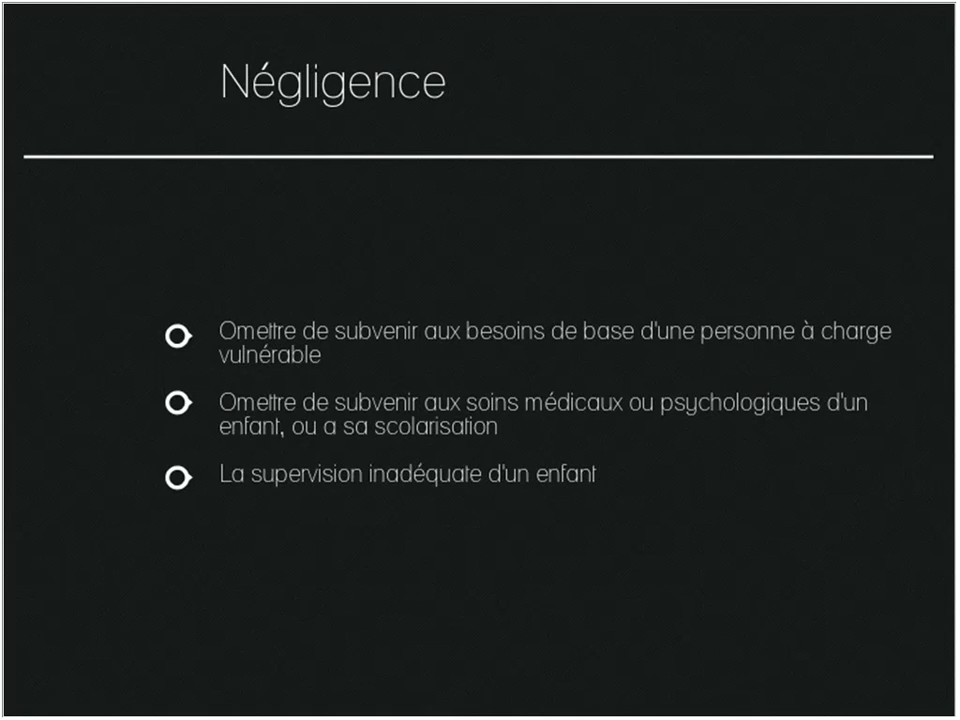 Négligence
Omettre de subvenir aux besoins de base d'une personne à charge
vulnérable
Omettre de subvenir aux soins médicaux ou psychologiques d'un
enfant, ou a sa scolarisation
La supervision inadéquate d'un enfant